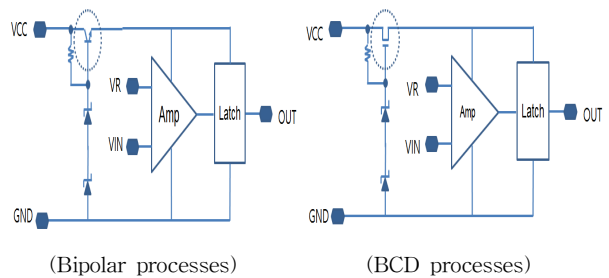 VCC
VR
Amp
Latch
OUT
VIN
GND
(Bipolar processes)
VCC
VR
Amp
Latch
OUT
VIN
GND
(BCD processes)